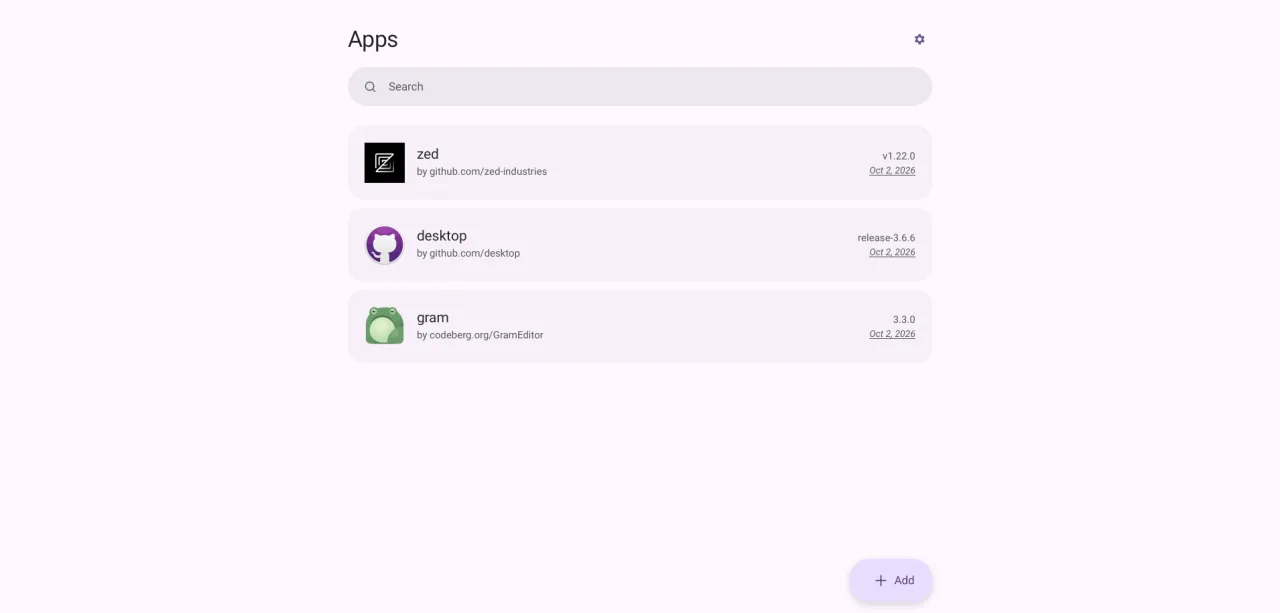 Apps
Search
zed
by github.com/zed-industries
v1.22.0
Oct 2, 2026
desktop
by github.com/desktop
release-3.6.6
Oct 2, 2026
gram
by codeberg.org/GramEditor
3.3.0
Oct 2, 2026
Add